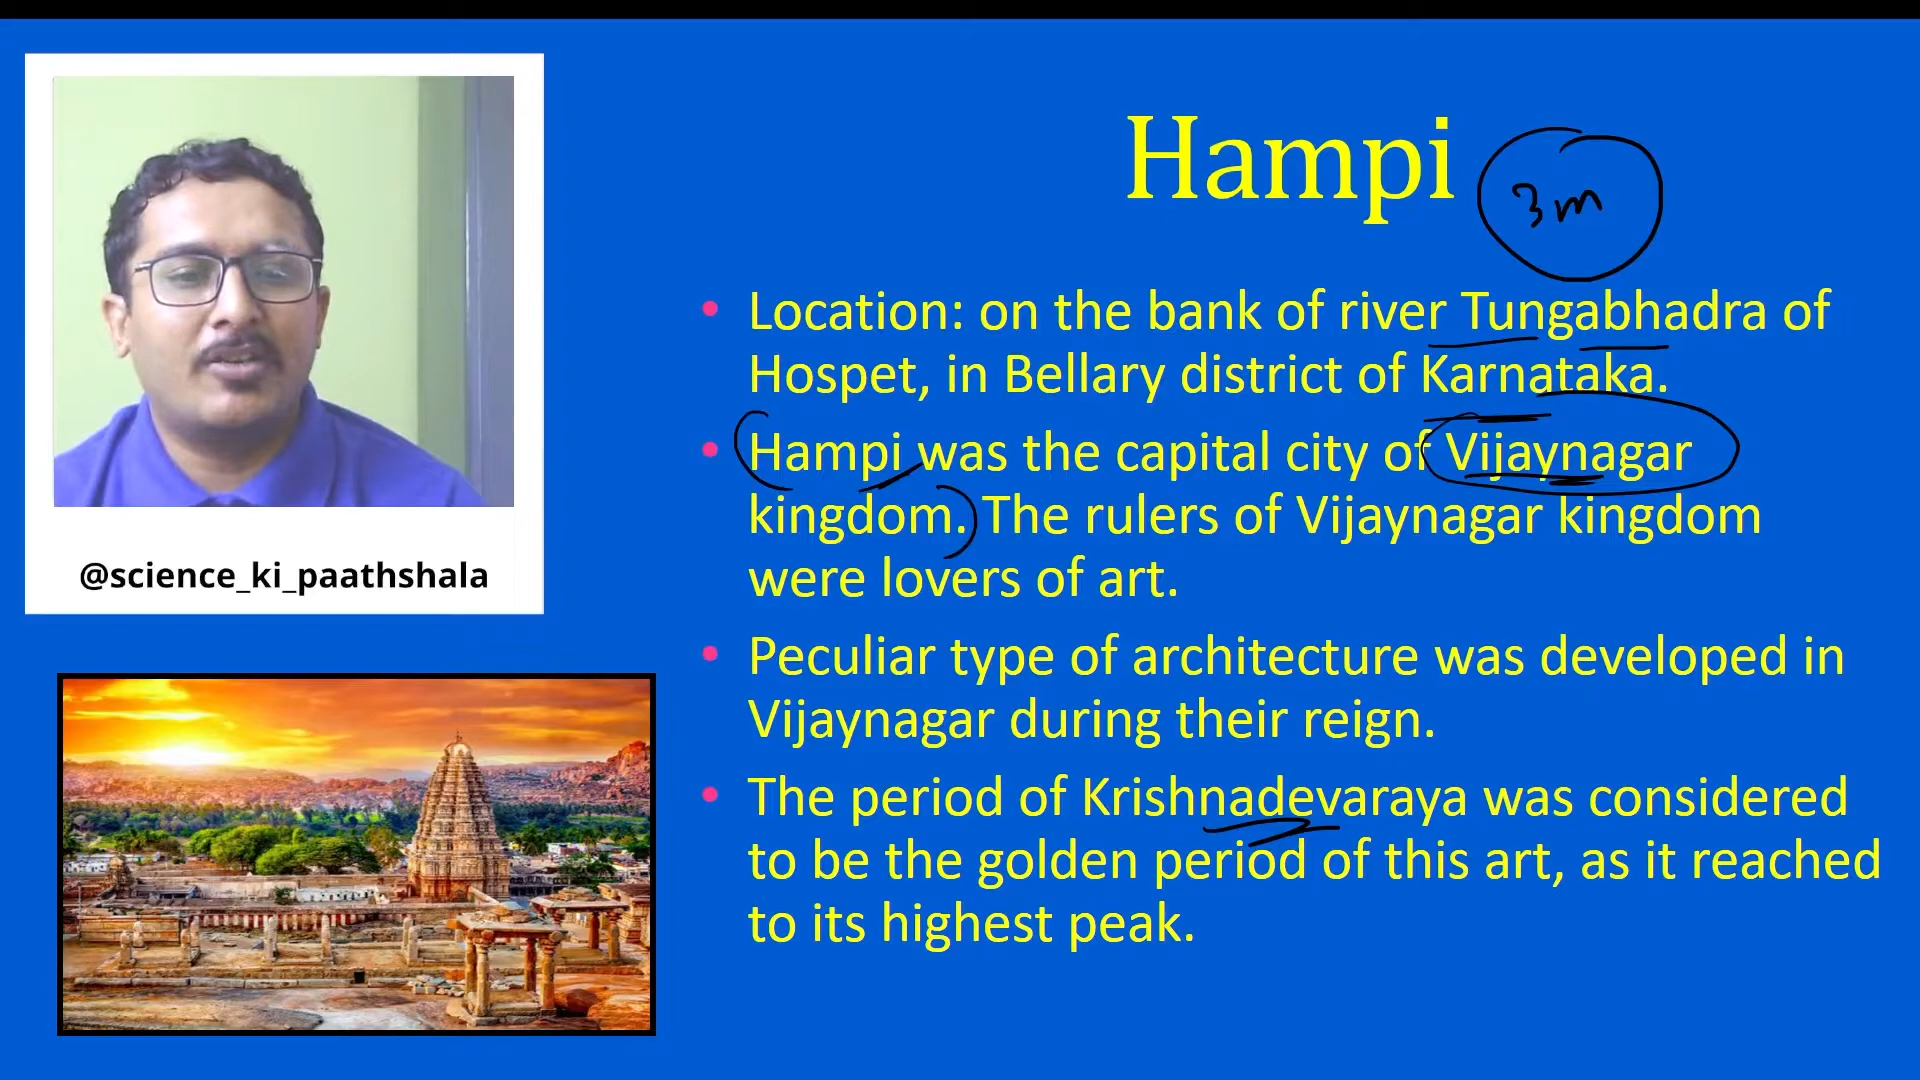 Hampi
3m
• Location: on the bank of river Tungabhadra of
Hospet, in Bellary district of Karnataka.
• Hampi was the capital city of Vijaynagar
kingdom. The rulers of Vijaynagar kingdom
were lovers of art.
• Peculiar type of architecture was developed in
Vijaynagar during their reign.
• The period of Krishnadevaraya was considered
to be the golden period of this art, as it reached
to its highest peak.
@science_ki_paathshala